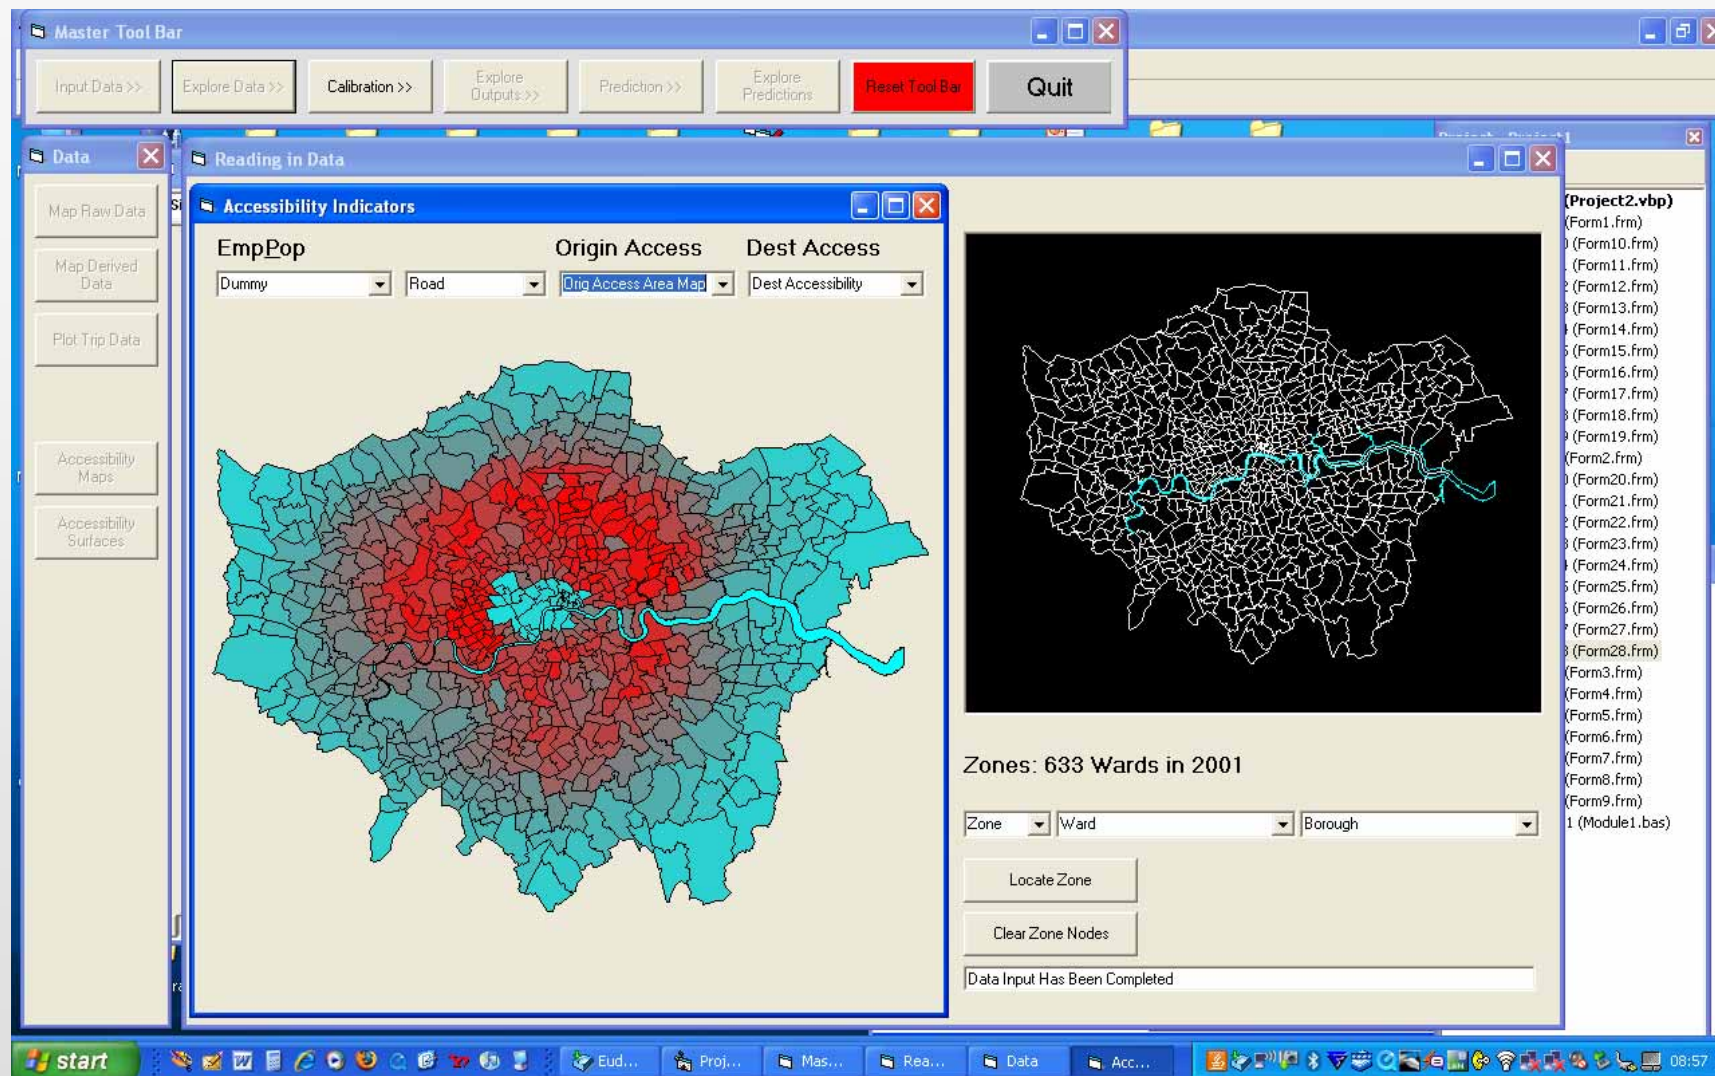 Master Tool Bar
Input Data >>
Explore Data >>
Calibration >>
Explore
Outputs >>
Prediction >>
Explore
Predictions
Reset Tool Bar
Quit
Data
Map Raw Data
Map Derived
Data
Plot Trip Data
Accessibility
Maps
Accessibility
Surfaces
Reading in Data
Accessibility Indicators
EmpPop
Origin Access
Dest Access
Dummy
Road
Orig Access Area Map
Dest Accessibility
Zones: 633 Wards in 2001
Zone
Ward
Borough
Locate Zone
Clear Zone Nodes
Data Input Has Been Completed
(Project2.vbp)
(Form1.frm)
(Form10.frm)
(Form11.frm)
(Form12.frm)
(Form13.frm)
(Form14.frm)
(Form15.frm)
(Form16.frm)
(Form17.frm)
(Form18.frm)
(Form19.frm)
(Form2.frm)
(Form20.frm)
(Form21.frm)
(Form22.frm)
(Form23.frm)
(Form24.frm)
(Form25.frm)
(Form26.frm)
(Form27.frm)
(Form28.frm)
(Form3.frm)
(Form4.frm)
(Form5.frm)
(Form6.frm)
(Form7.frm)
(Form8.frm)
(Form9.frm)
1 (Module1.bas)
start
Eud...
Proj...
Mas...
Rea...
Data
Acc...
08:57